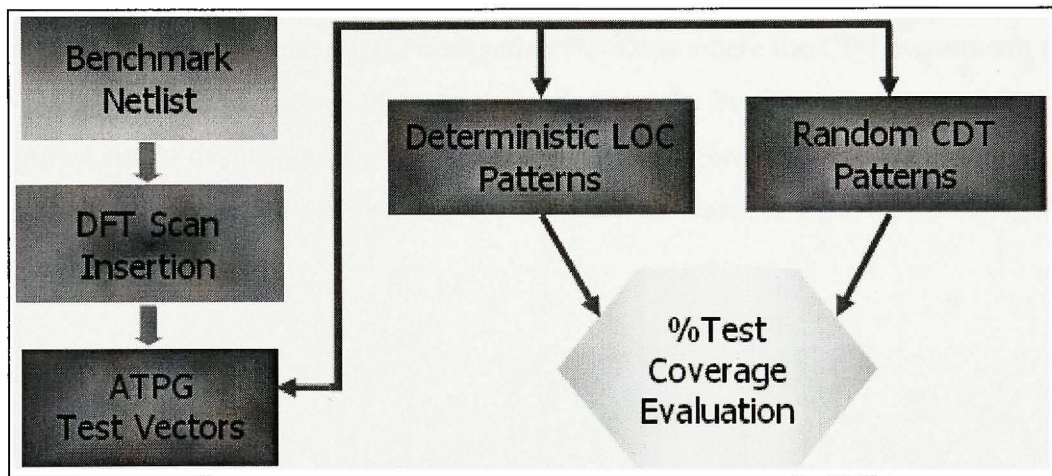 Benchmark
Netlist
DFT Scan
Insertion
ATPG
Test Vectors
Deterministic LOC
Patterns
Random CDT
Patterns
%Test
Coverage
Evaluation